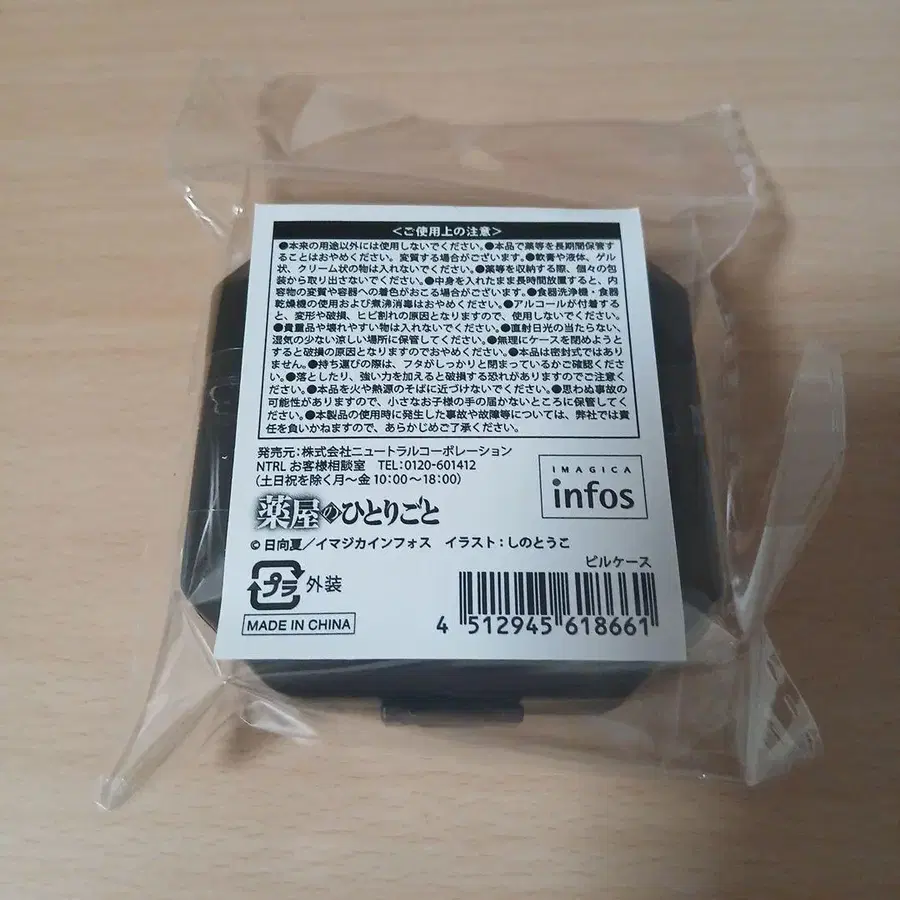 <ご使用上の注意>
●本来の用途以外には使用しないでください。●本品で薬等を長期間保管す
ることはおやめください。変質する場合がございます。●軟膏や液体、ゲル
状、クリーム状の物は入れないでください。●薬等を収納する際、個々の包
装から取り出さないでください。●中身を入れたまま長時間放置すると、内
容物の変質や容器への着色がおこる場合がございます。●食器洗浄機・食器
乾燥機の使用および煮沸消毒はおやめください。●アルコールが付着する
と、変形や破損、ヒビ割れの原因となりますので、使用しないでください。
●貴重品や壊れやすい物は入れないでください。●直射日光の当たらない、
湿気の少ない涼しい場所に保管してください。●無理にケースを閉めようと
すると破損の原因となりますのでおやめください。●本品は密封式ではあり
ません。●持ち運びの際は、フタがしっかりと閉まっているかご確認くださ
い。●落としたり、強い力を加えると破損する恐れがありますのでご注意く
ださい。●本品を火や熱源のそばに近づけないでください。●思わぬ事故の
可能性がありますので、小さなお子様の手の届かないところに保管してくだ
さい。●本製品の使用時に発生した事故や故障等については、弊社では責
任を負いかねますので、あらかじめご了承ください。
発売元:株式会社ニュートラルコーポレーション
NTRL お客様相談室 TEL:0120-601412
(土日祝を除く月～金 10:00～18:00)
IMAGICA
infos
薬屋のひとりごと
© 日向夏/イマジカインフォス イラスト:しのとうこ
ピルケース
プラ 外装
MADE IN CHINA
4 512945 618661